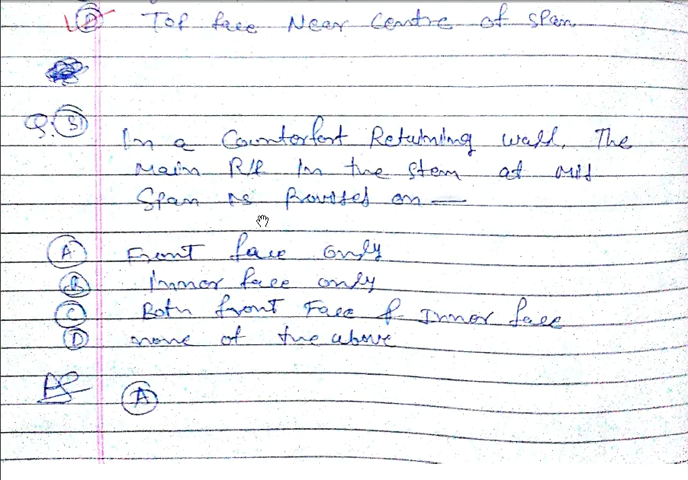 (D) Top face Near Centre of span
Q.(5)
In a Counterfort Retaining wall, The
main R/f In the stem at mid
Span is Provided on —
(A) Front face only
(B) Inner face only
(C) Both front Face & Inner face
(D) none of the above
(A)